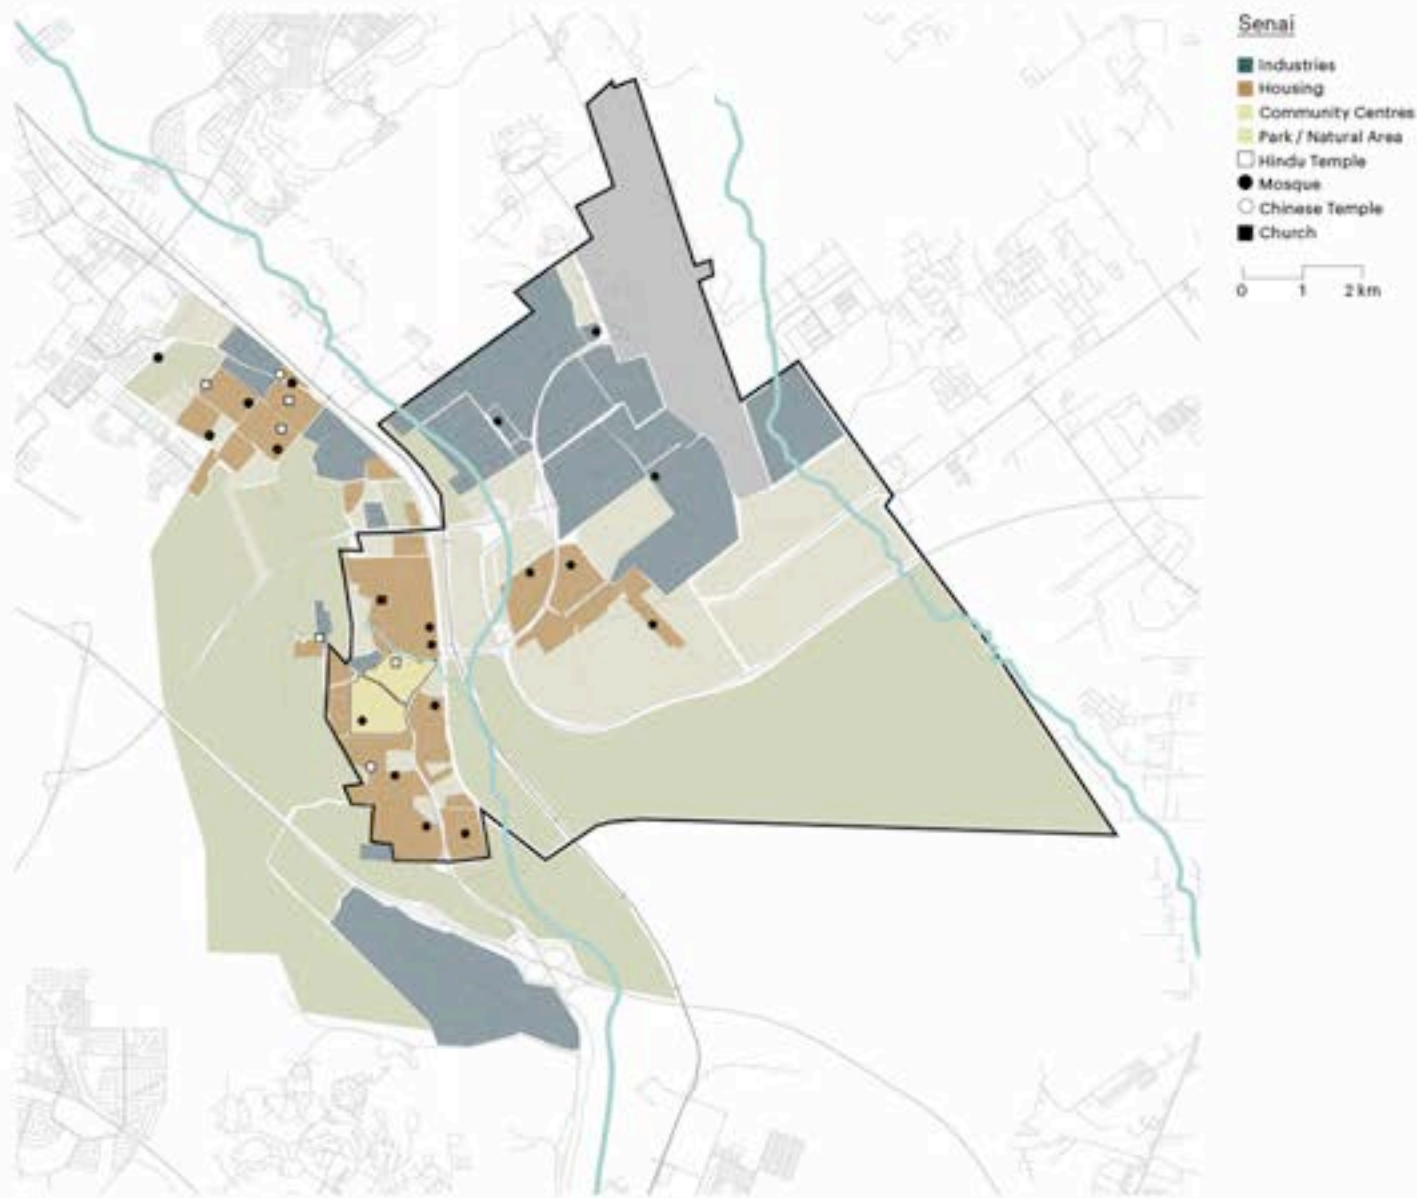 Senai
Industries
Housing
Community Centres
Park / Natural Area
Hindu Temple
Mosque
Chinese Temple
Church
0 1 2 km